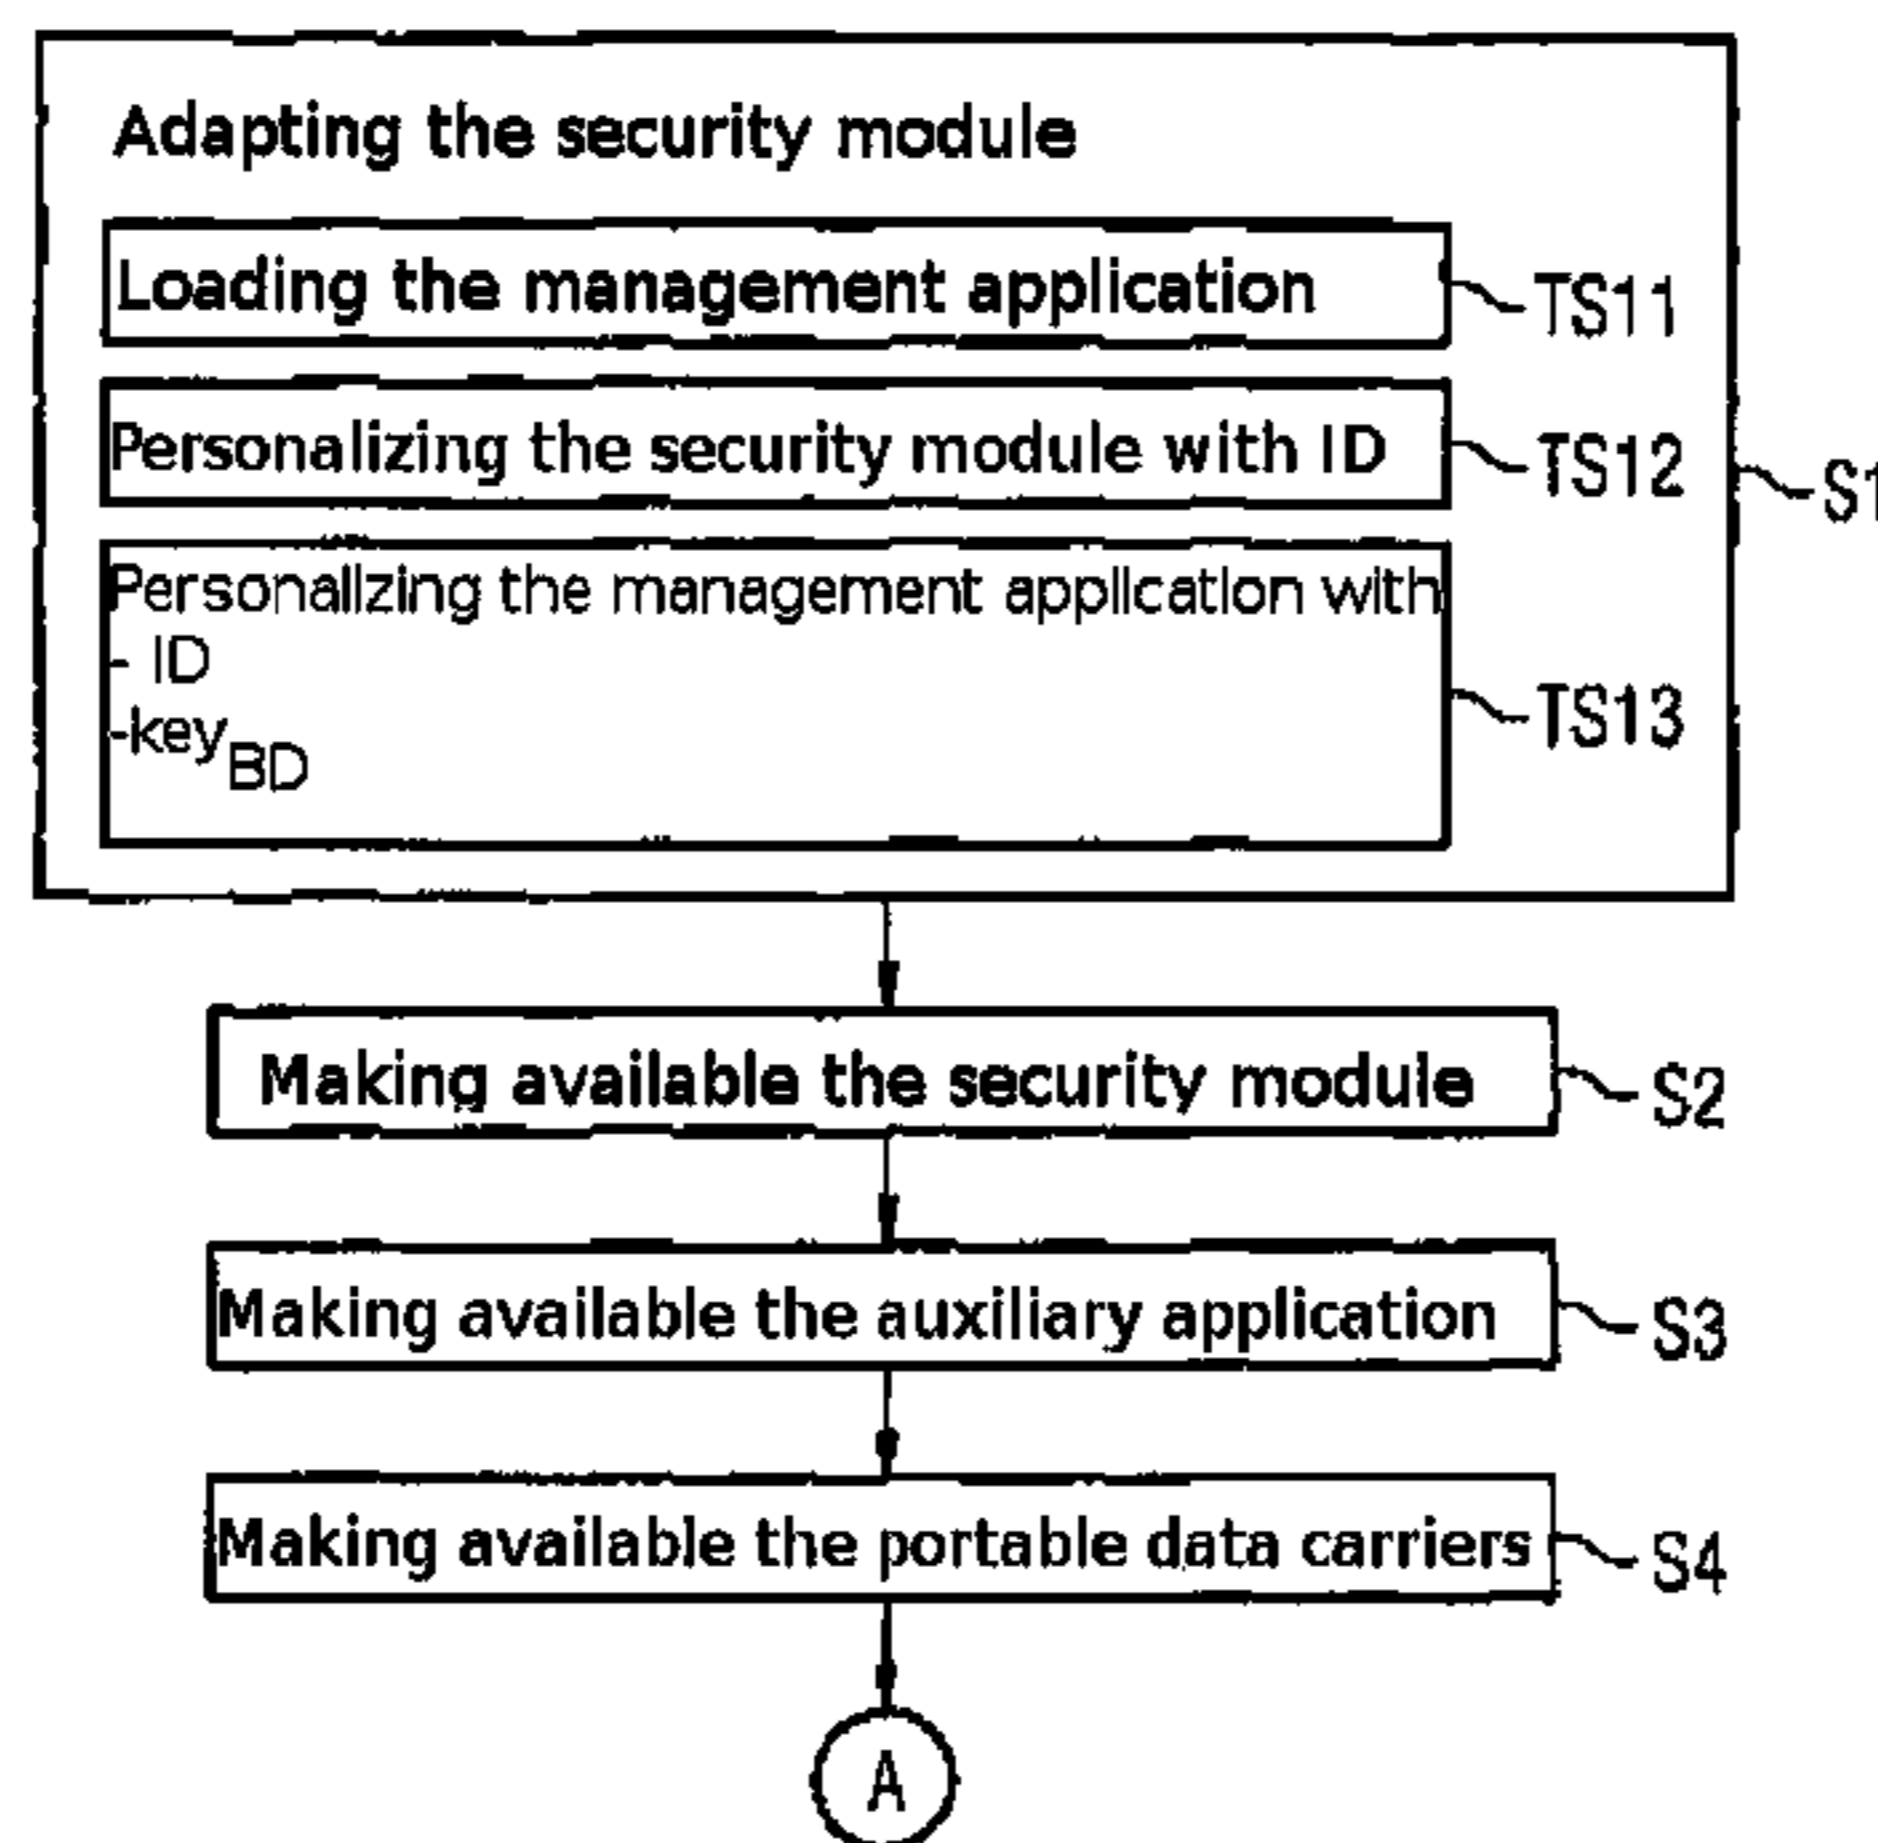 Adapting the security module
Loading the management application
TS11
Personalizing the security module with ID
TS12
S1
Personalizing the management application with
- ID
-keyBD
TS13
Making available the security module
S2
Making available the auxiliary application
S3
Making available the portable data carriers
S4
A